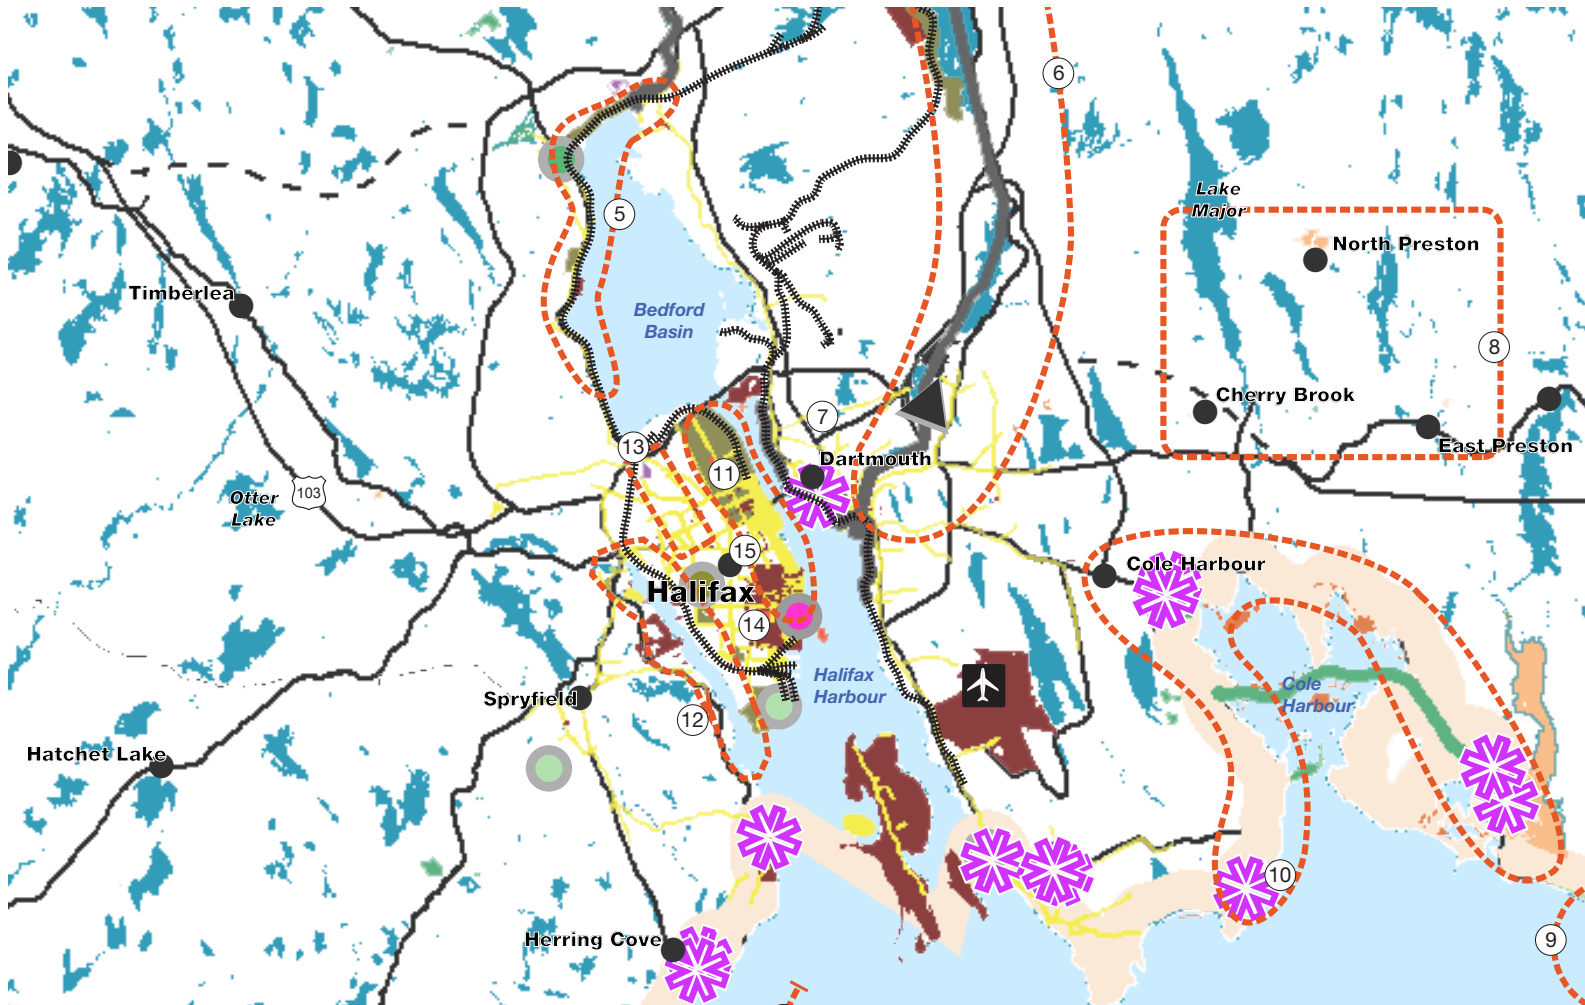 6
Lake
Major
5
North Preston
Timberlea
Bedford
Basin
8
Cherry Brook
7
East Preston
13
Dartmouth
11
Otter
Lake
103
15
Cole Harbour
Halifax
14
Halifax
Harbour
Cole
Harbour
Spryfield
12
Hatchet Lake
10
Herring Cove
9